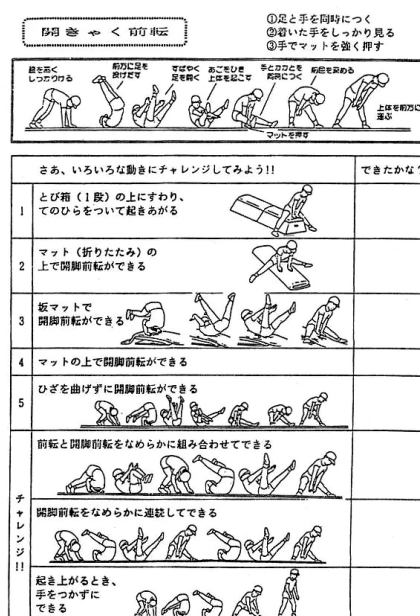 開きゃく前転
①足と手を同時につく
②着いた手をしっかり見る
③手でマットを強く押す
腰を高く
しっかりける
前方に足を
投げだす
すばやく
足を開く
あごをひき
上体を起こす
手とカカトを
同時につく
前屈を深める
上体を前方に
運ぶ
マットを押す
さあ、いろいろな動きにチャレンジしてみよう!!
できたかな?
1
とび箱(1段)の上にすわり、
てのひらをついて起きあがる
2
マット(折りたたみ)の
上で開脚前転ができる
3
坂マットで
開脚前転ができる
4
マットの上で開脚前転ができる
5
ひざを曲げずに開脚前転ができる
チャレンジ!!
前転と開脚前転をなめらかに組み合わせてできる
開脚前転をなめらかに連続してできる
起き上がるとき、
手をつかずに
できる